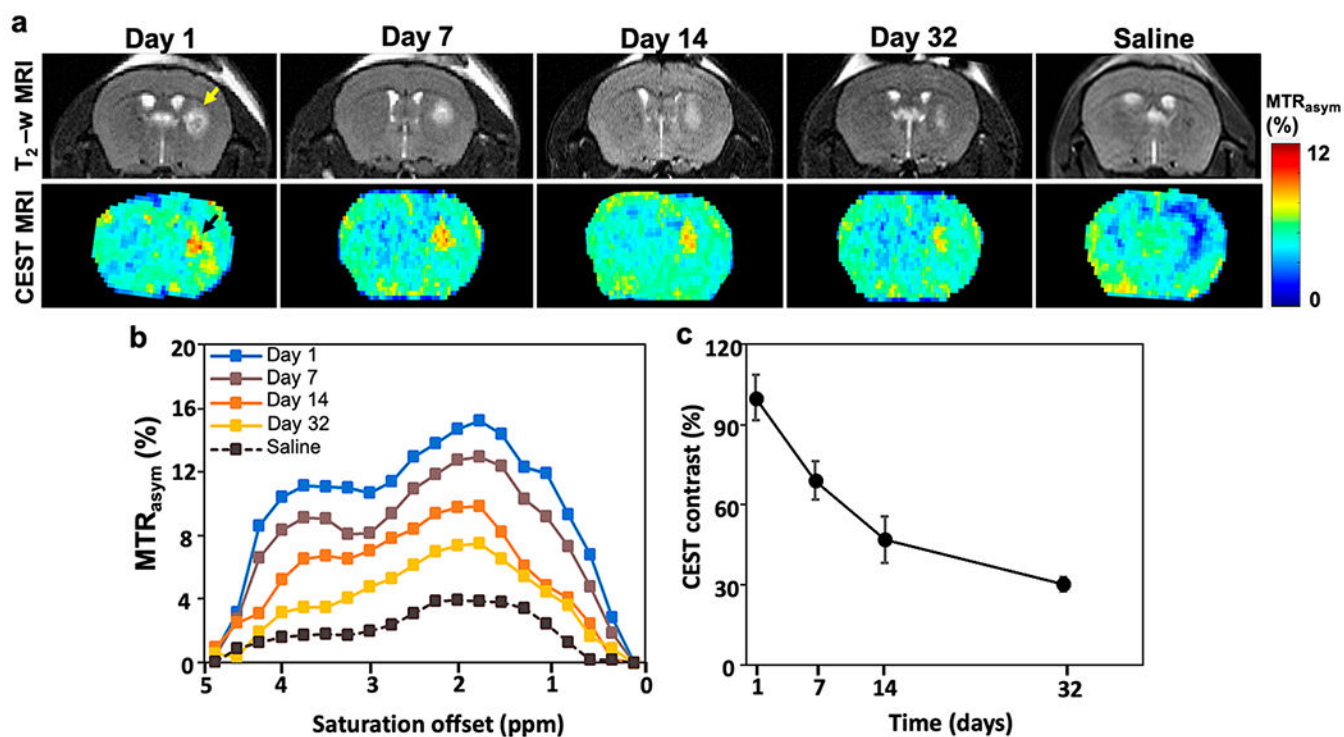 a
Day 1
Day 7
Day 14
Day 32
Saline
T2 –w MRI
CEST MRI
MTRasym
(%)
12
0
b
20
16
12
8
4
0
MTRasym (%)
Day 1
Day 7
Day 14
Day 32
Saline
5
4
3
2
1
0
Saturation offset (ppm)
c
120
90
60
30
0
CEST contrast (%)
1
7
14
32
Time (days)